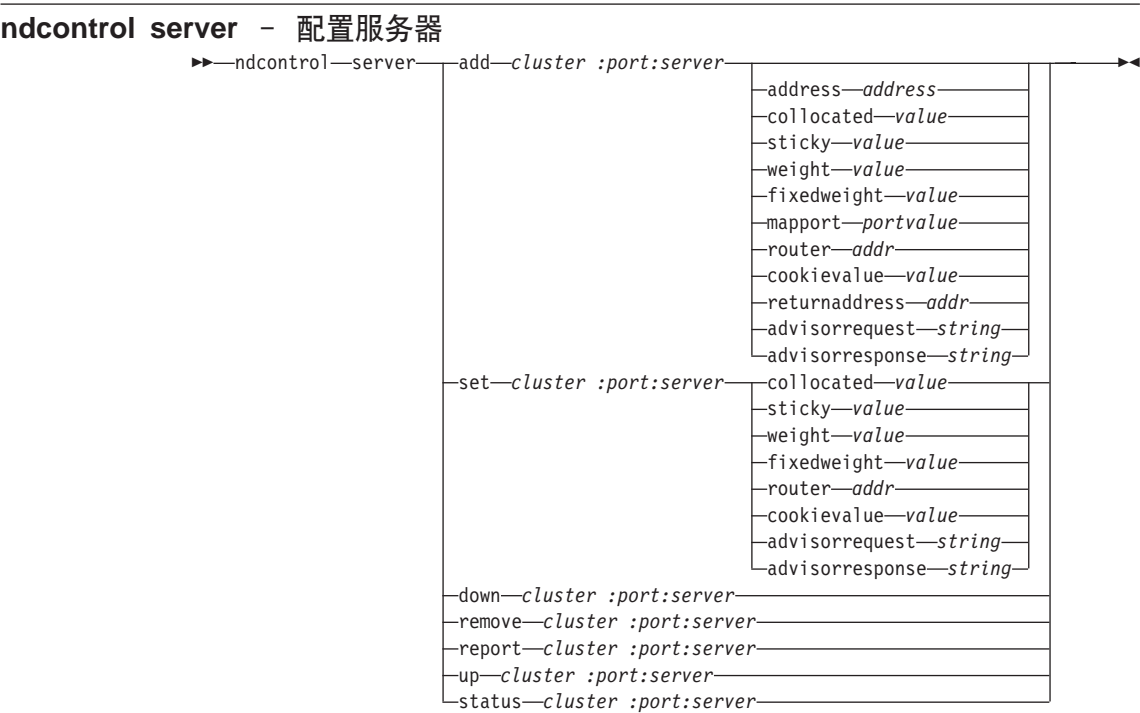 ndcontrol server – 配置服务器
ndcontrol server add cluster :port:server
address address
collocated value
sticky value
weight value
fixedweight value
mapport portvalue
router addr
cookievalue value
returnaddress addr
advisorrequest string
advisorresponse string
set cluster :port:server collocated value
sticky value
weight value
fixedweight value
router addr
cookievalue value
advisorrequest string
advisorresponse string
down cluster :port:server
remove cluster :port:server
report cluster :port:server
up cluster :port:server
status cluster :port:server